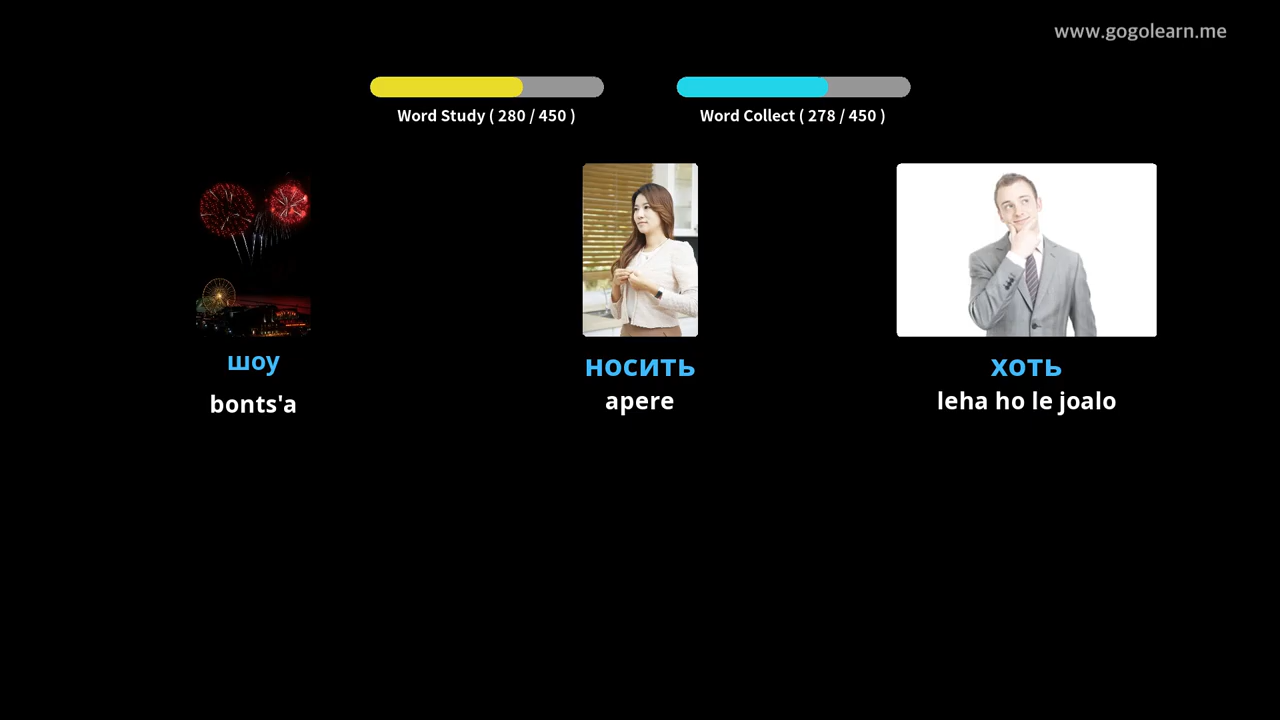 www.gogolearn.me
Word Study ( 280 / 450 )
Word Collect ( 278 / 450 )
шоу
bonts'a
носить
apere
хоть
leha ho le joalo